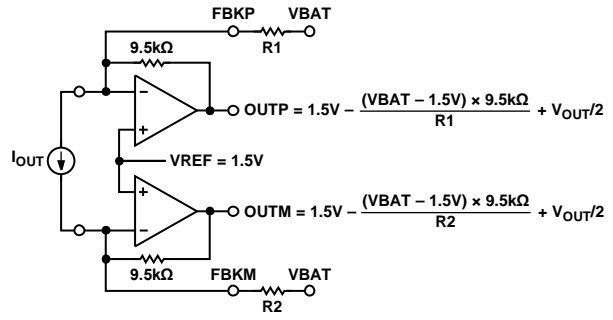 FBKP VBAT
R1
9.5kΩ
OUTP = 1.5V – (VBAT – 1.5V) × 9.5kΩ / R1 + VOUT/2
IOUT
VREF = 1.5V
OUTM = 1.5V – (VBAT – 1.5V) × 9.5kΩ / R2 + VOUT/2
9.5kΩ
FBKM VBAT
R2